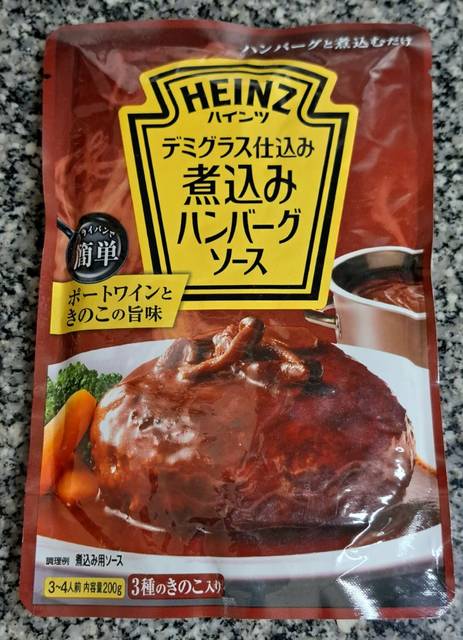 ハンバーグと煮込むだけ
HEINZ
ハインツ
デミグラス仕込み
煮込み
ハンバーグ
ソース
フライパンで
簡単
ポートワインと
きのこの旨味
調理例 煮込み用ソース
3~4人前 内容量200g
3種のきのこ入り